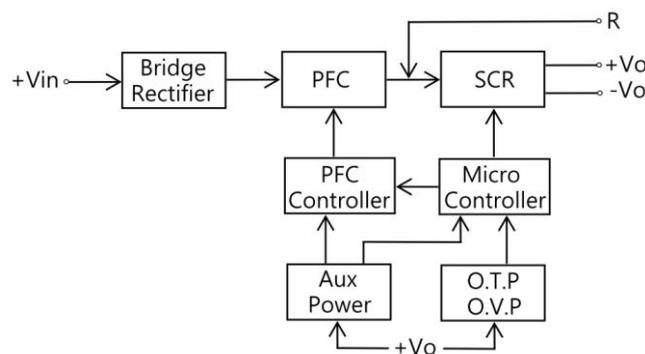 R
+Vin
Bridge
Rectifier
PFC
SCR
+Vo
-Vo
PFC
Controller
Micro
Controller
Aux
Power
O.T.P
O.V.P
+Vo